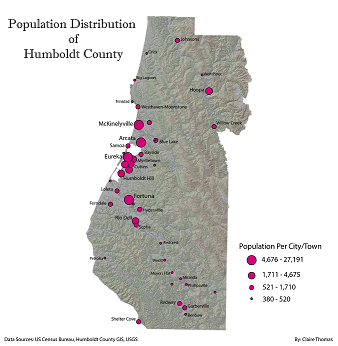 Population Distribution
of
Humboldt County
Johnsons
Orick
Weitchpec
Big Lagoon
Hoopa
Trinidad
Westhaven-Moonstone
McKinleyville
Willow Creek
Arcata
Blue Lake
Samoa
Bayside
Eureka
Myrtletown
Cutten
Humboldt Hill
Loleta
Fortuna
Ferndale
Hydesville
Rio Dell
Scotia
Redcrest
Petrolia
Weott
Myers Flat
Miranda
Phillipsville
Redway
Garberville
Benbow
Shelter Cove
Population Per City/Town
4,676 - 27,191
1,711 - 4,675
521 - 1,710
380 - 520
Data Sources: US Census Bureau, Humboldt County GIS, USGS
By: Claire Thomas